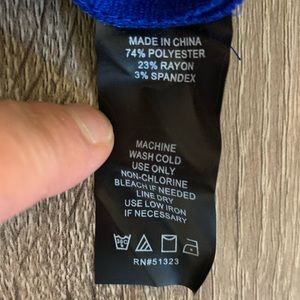 MADE IN CHINA
74% POLYESTER
23% RAYON
3% SPANDEX
MACHINE
WASH COLD
USE ONLY
NON-CHLORINE
BLEACH IF NEEDED
LINE DRY
USE LOW IRON
IF NECESSARY
RN#51323